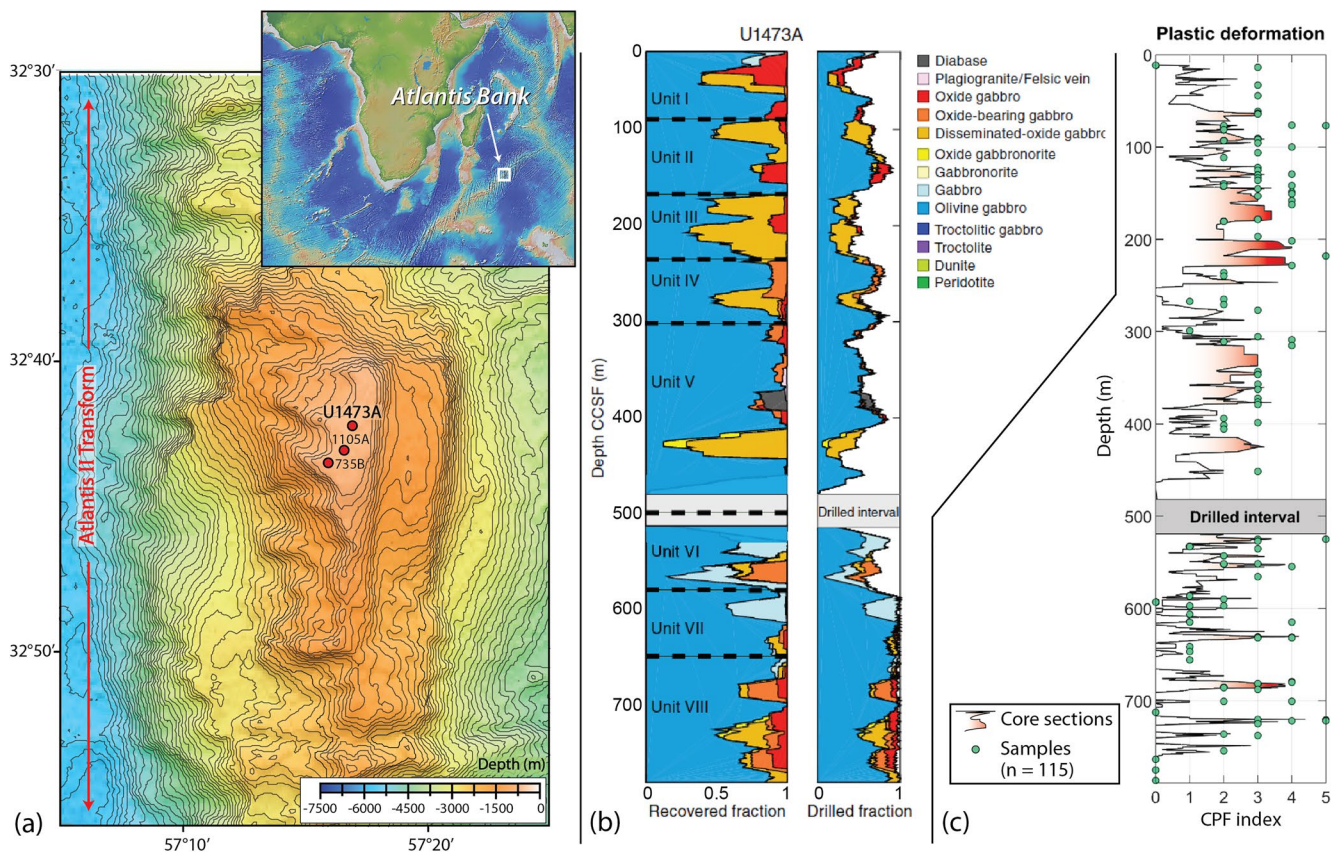 32°30'
32°40'
32°50'
57°10'
57°20'
Atlantis II Transform
Atlantis Bank
U1473A
1105A
735B
Depth (m)
-7500
-6000
-4500
-3000
-1500
0
(a)
U1473A
0
100
200
300
400
500
600
700
Depth CCSF (m)
Unit I
Unit II
Unit III
Unit IV
Unit V
Unit VI
Unit VII
Unit VIII
Drilled interval
0
0.5
1
0
1
Recovered fraction
Drilled fraction
(b)
Diabase
Plagiogranite/Felsic vein
Oxide gabbro
Oxide-bearing gabbro
Disseminated-oxide gabbro
Oxide gabbronorite
Gabbronorite
Gabbro
Olivine gabbro
Troctolitic gabbro
Troctolite
Dunite
Peridotite
Plastic deformation
0
100
200
300
400
500
600
700
Depth (m)
Drilled interval
0
1
2
3
4
5
CPF index
Core sections
Samples
(n = 115)
(c)